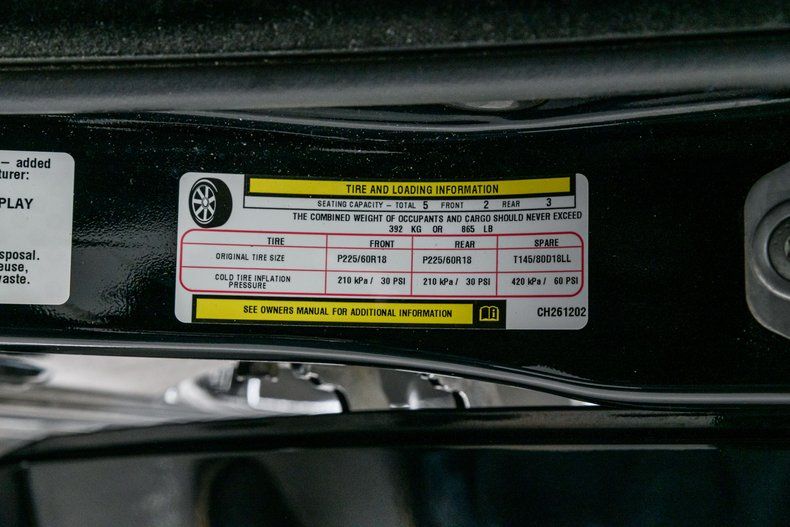 — added
turer:
PLAY
sposal.
euse,
vaste.
TIRE AND LOADING INFORMATION
SEATING CAPACITY – TOTAL 5 FRONT 2 REAR 3
THE COMBINED WEIGHT OF OCCUPANTS AND CARGO SHOULD NEVER EXCEED
392 KG OR 865 LB
TIRE FRONT REAR SPARE
ORIGINAL TIRE SIZE P225/60R18 P225/60R18 T145/80D18LL
COLD TIRE INFLATION PRESSURE 210 kPa / 30 PSI 210 kPa / 30 PSI 420 kPa / 60 PSI
SEE OWNERS MANUAL FOR ADDITIONAL INFORMATION
CH261202